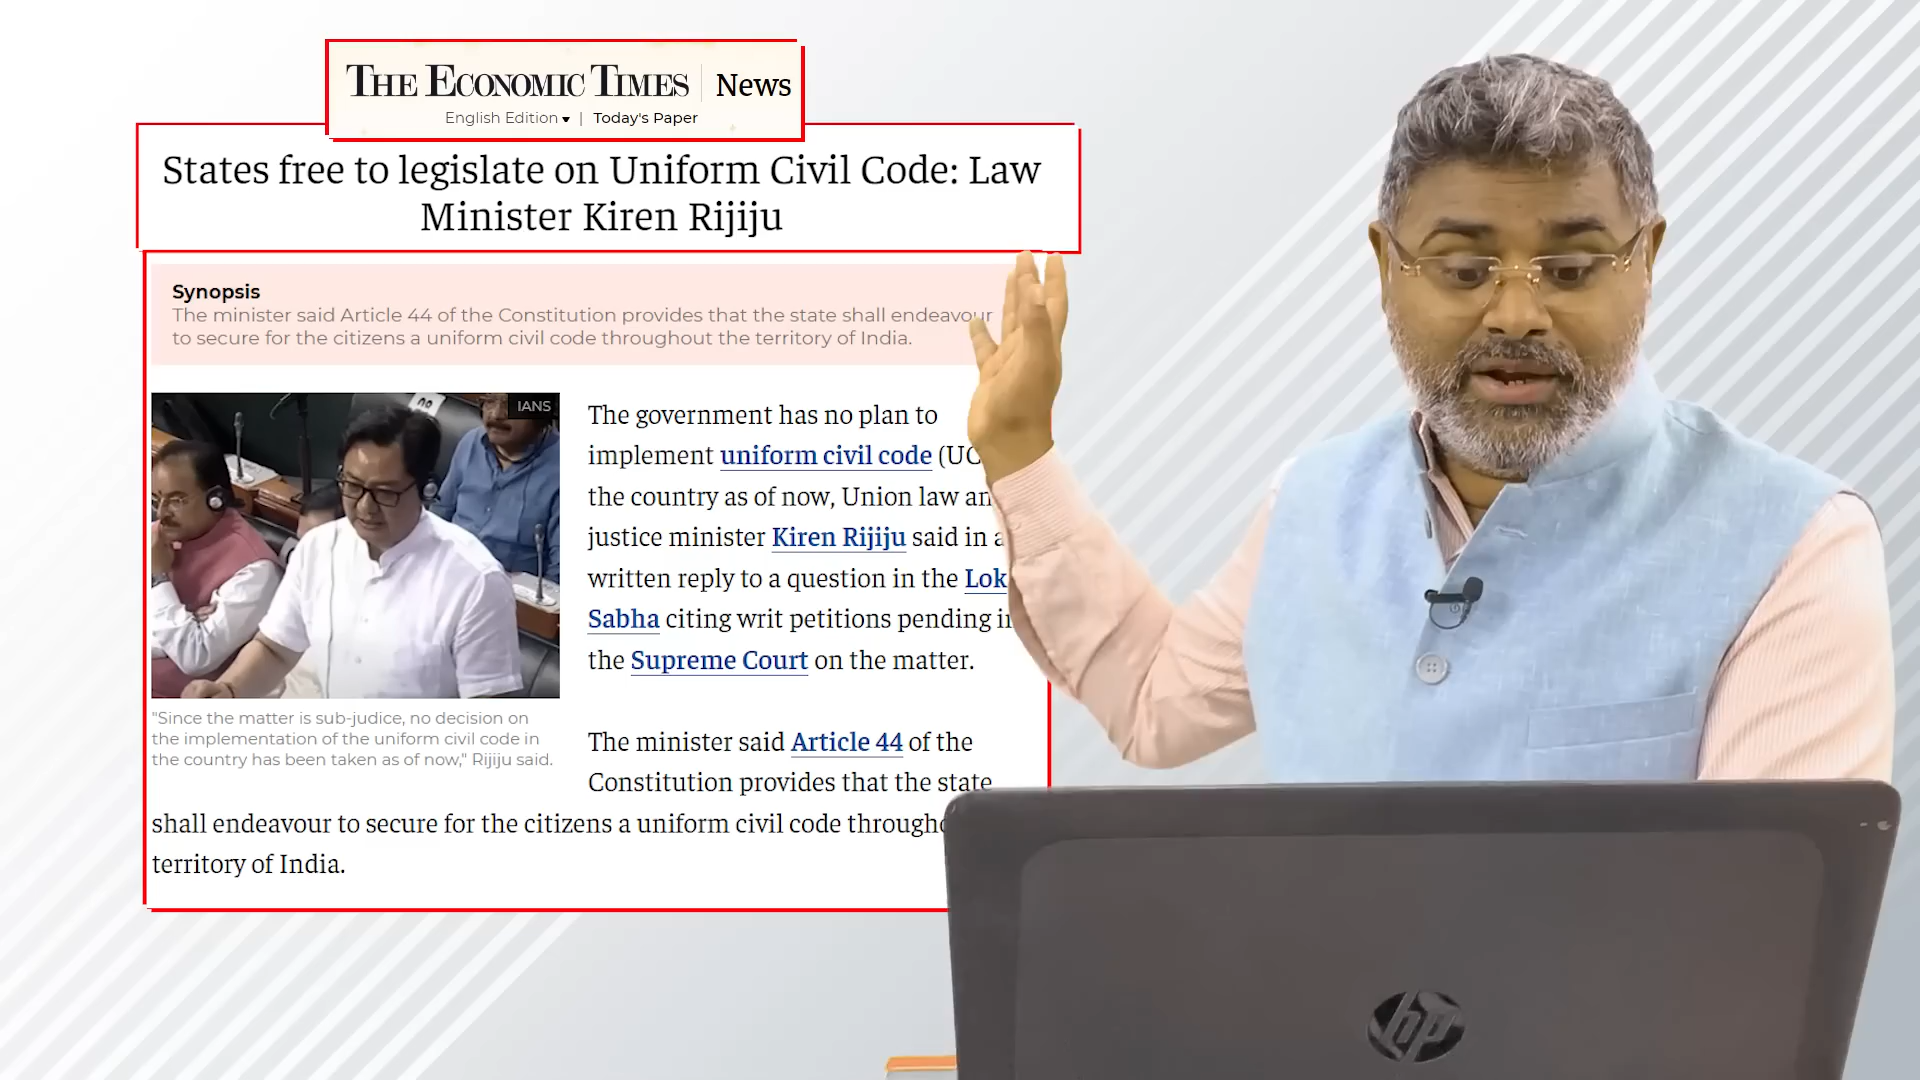 THE ECONOMIC TIMES | News
English Edition | Today's Paper
States free to legislate on Uniform Civil Code: Law
Minister Kiren Rijiju
Synopsis
The minister said Article 44 of the Constitution provides that the state shall endeavour
to secure for the citizens a uniform civil code throughout the territory of India.
IANS
"Since the matter is sub-judice, no decision on
the implementation of the uniform civil code in
the country has been taken as of now," Rijiju said.
The government has no plan to
implement uniform civil code (UC
the country as of now, Union law an
justice minister Kiren Rijiju said in a
written reply to a question in the Lok
Sabha citing writ petitions pending in
the Supreme Court on the matter.
The minister said Article 44 of the
Constitution provides that the state
shall endeavour to secure for the citizens a uniform civil code througho
territory of India.
hp